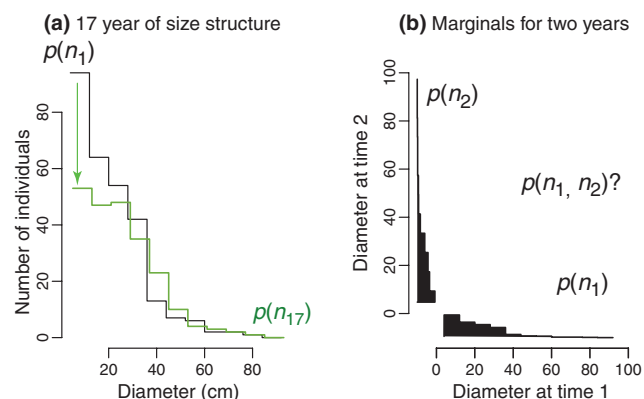 (a) 17 year of size structure
p(n1)
Number of individuals
80
60
40
20
0
p(n17)
20 40 60 80
Diameter (cm)
(b) Marginals for two years
Diameter at time 2
100
80
60
40
20
0
p(n2)
p(n1, n2)?
p(n1)
0 20 40 60 80 100
Diameter at time 1